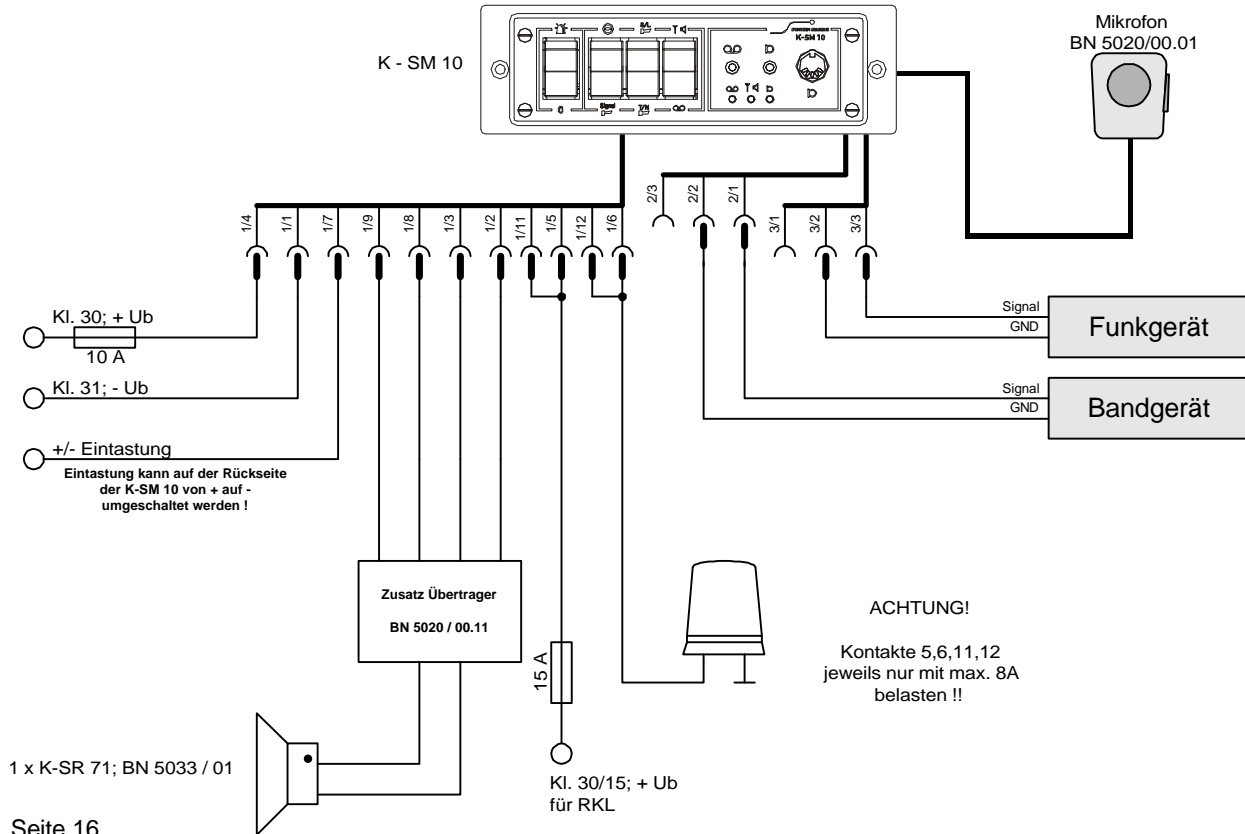 Mikrofon
BN 5020/00.01
K - SM 10
K-SM 10
S/L
Signal
T/N
1/4
1/1
1/7
1/9
1/8
1/3
1/2
1/11
1/5
1/12
1/6
2/3
2/2
2/1
3/1
3/2
3/3
Kl. 30; + Ub
10 A
Kl. 31; - Ub
+/- Eintastung
Eintastung kann auf der Rückseite
der K-SM 10 von + auf -
umgeschaltet werden !
Signal
GND
Funkgerät
Signal
GND
Bandgerät
Zusatz Übertrager
BN 5020 / 00.11
15 A
ACHTUNG!
Kontakte 5,6,11,12
jeweils nur mit max. 8A
belasten !!
1 x K-SR 71; BN 5033 / 01
Kl. 30/15; + Ub
für RKL
Seite 16